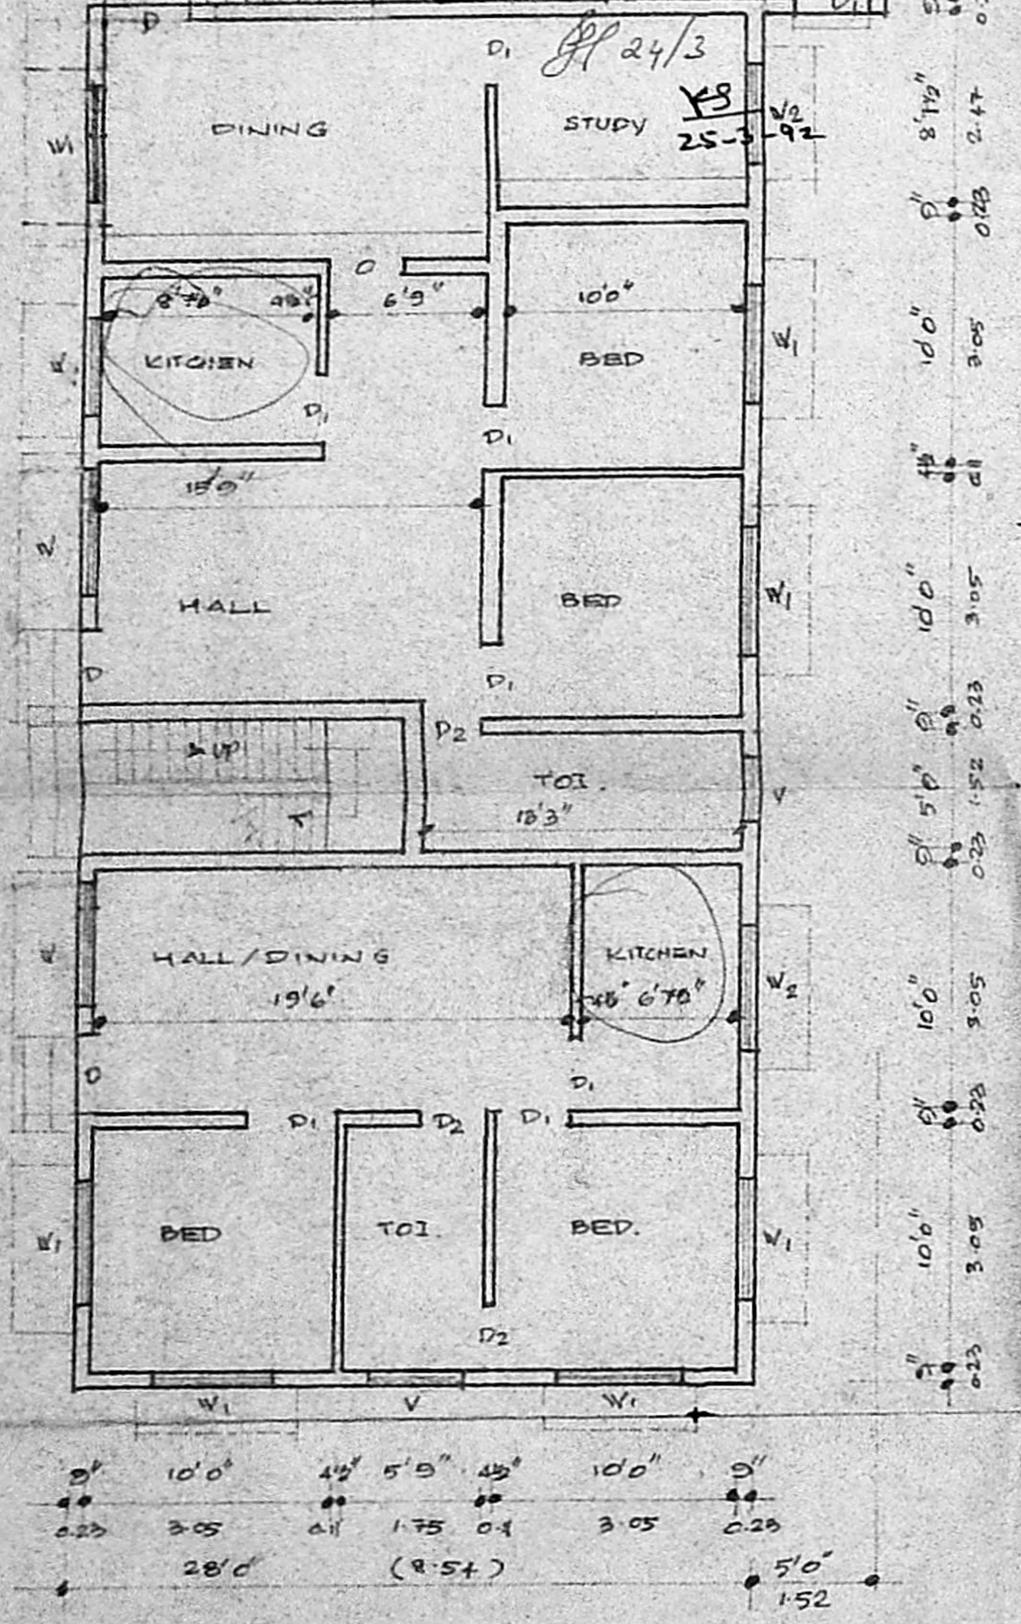 D
D1
24/3
DINING
STUDY
KS
25-3-92
W2
W1
8'1½"
2.47
9"
0.23
O
8'7½"
4½"
6'9"
10'0"
KITCHEN
BED
W1
10'0"
3.05
D1
D1
4½"
15'9"
HALL
BED
W1
10'0"
3.05
D
D1
D2
9"
0.23
UP
TOI.
13'3"
V
5'0"
1.52
9"
0.23
HALL/DINING
KITCHEN
19'6"
4½"
6'7½"
W2
10'0"
3.05
D
D1
D1
D2
D1
9"
0.23
BED
TOI.
BED.
W1
W1
10'0"
3.05
D2
9"
0.23
W1
V
W1
9"
10'0"
4½"
5'9"
4½"
10'0"
9"
0.23
3.05
0.11
1.75
3.05
0.23
28'0"
(8.54)
5'0"
1.52